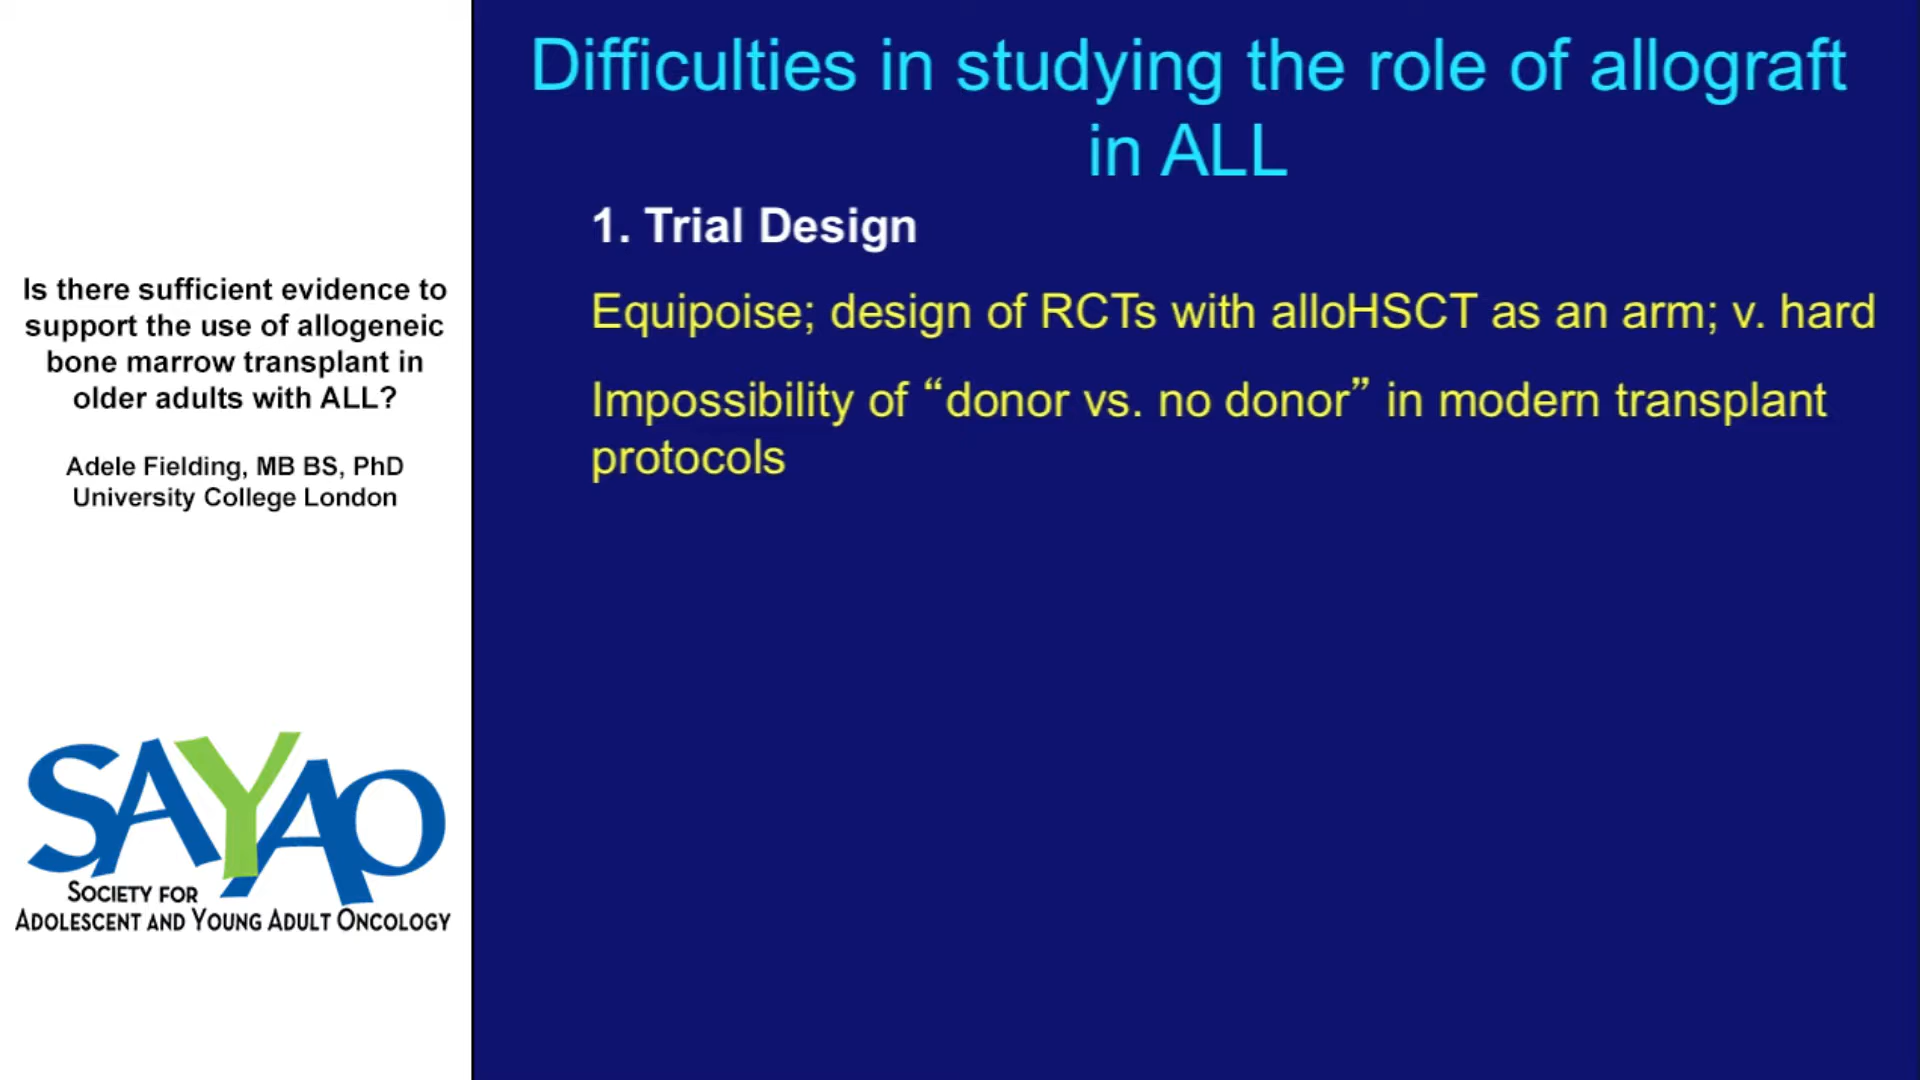 Difficulties in studying the role of allograft
in ALL
1. Trial Design
Equipoise; design of RCTs with alloHSCT as an arm; v. hard
Impossibility of “donor vs. no donor” in modern transplant
protocols
Is there sufficient evidence to
support the use of allogeneic
bone marrow transplant in
older adults with ALL?
Adele Fielding, MB BS, PhD
University College London
SAYAO
SOCIETY FOR
ADOLESCENT AND YOUNG ADULT ONCOLOGY